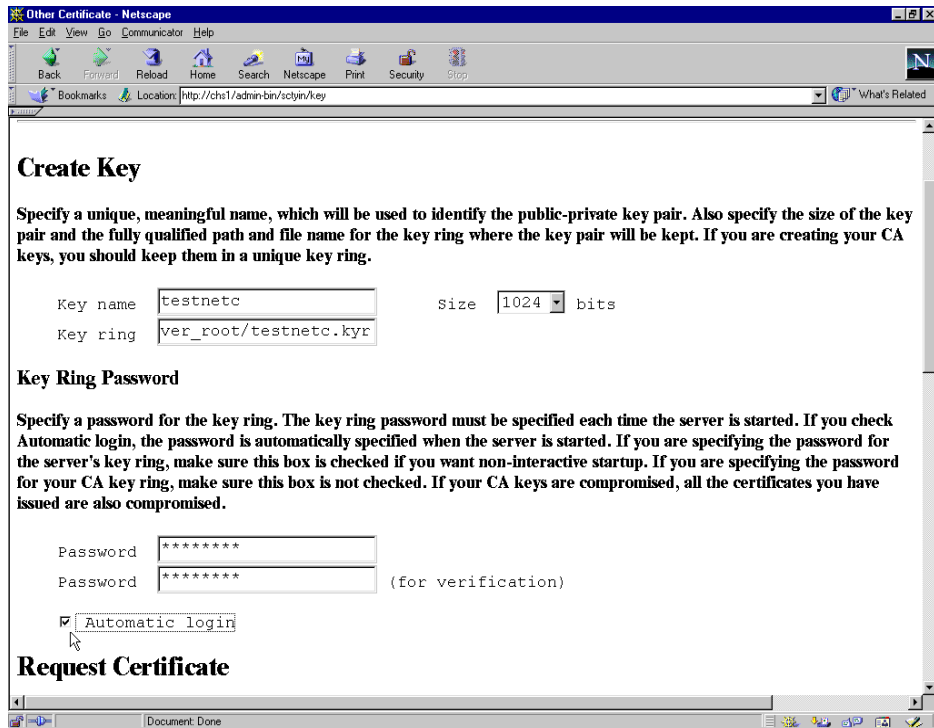 Other Certificate - Netscape
File Edit View Go Communicator Help
Back Forward Reload Home Search Netscape Print Security Stop
My
N
Bookmarks Location: http://chs1/admin-bin/sctyin/key What's Related
Create Key
Specify a unique, meaningful name, which will be used to identify the public-private key pair. Also specify the size of the key
pair and the fully qualified path and file name for the key ring where the key pair will be kept. If you are creating your CA
keys, you should keep them in a unique key ring.
Key name testnetc Size 1024 bits
Key ring ver_root/testnetc.kyr
Key Ring Password
Specify a password for the key ring. The key ring password must be specified each time the server is started. If you check
Automatic login, the password is automatically specified when the server is started. If you are specifying the password for
the server's key ring, make sure this box is checked if you want non-interactive startup. If you are specifying the password
for your CA key ring, make sure this box is not checked. If your CA keys are compromised, all the certificates you have
issued are also compromised.
Password ********
Password ******** (for verification)
Automatic login
Request Certificate
Document: Done